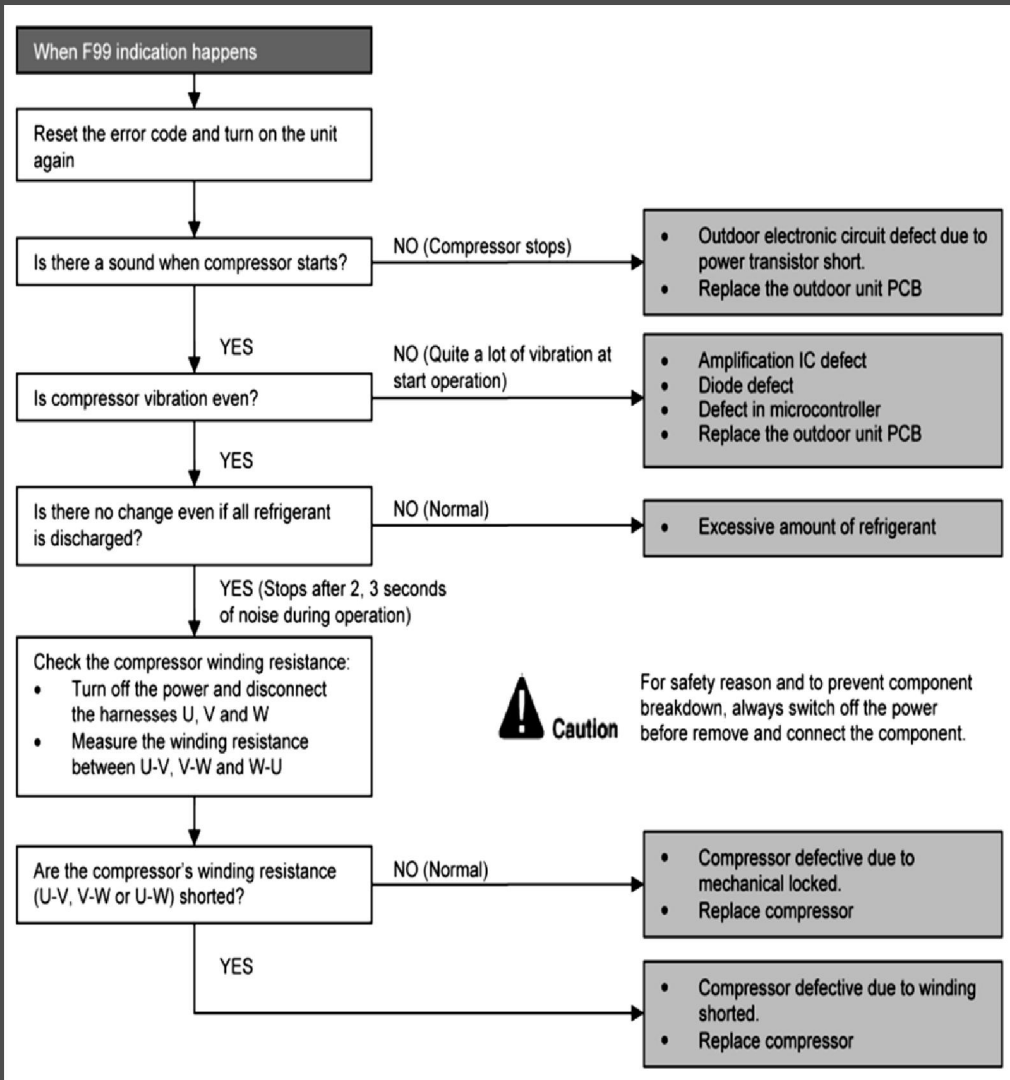 When F99 indication happens
Reset the error code and turn on the unit
again
Is there a sound when compressor starts?
NO (Compressor stops)
• Outdoor electronic circuit defect due to
power transistor short.
• Replace the outdoor unit PCB
YES
NO (Quite a lot of vibration at
start operation)
Is compressor vibration even?
• Amplification IC defect
• Diode defect
• Defect in microcontroller
• Replace the outdoor unit PCB
YES
Is there no change even if all refrigerant
is discharged?
NO (Normal)
• Excessive amount of refrigerant
YES (Stops after 2, 3 seconds
of noise during operation)
Check the compressor winding resistance:
• Turn off the power and disconnect
the harnesses U, V and W
• Measure the winding resistance
between U-V, V-W and W-U
Caution
For safety reason and to prevent component
breakdown, always switch off the power
before remove and connect the component.
Are the compressor's winding resistance
(U-V, V-W or U-W) shorted?
NO (Normal)
• Compressor defective due to
mechanical locked.
• Replace compressor
YES
• Compressor defective due to winding
shorted.
• Replace compressor